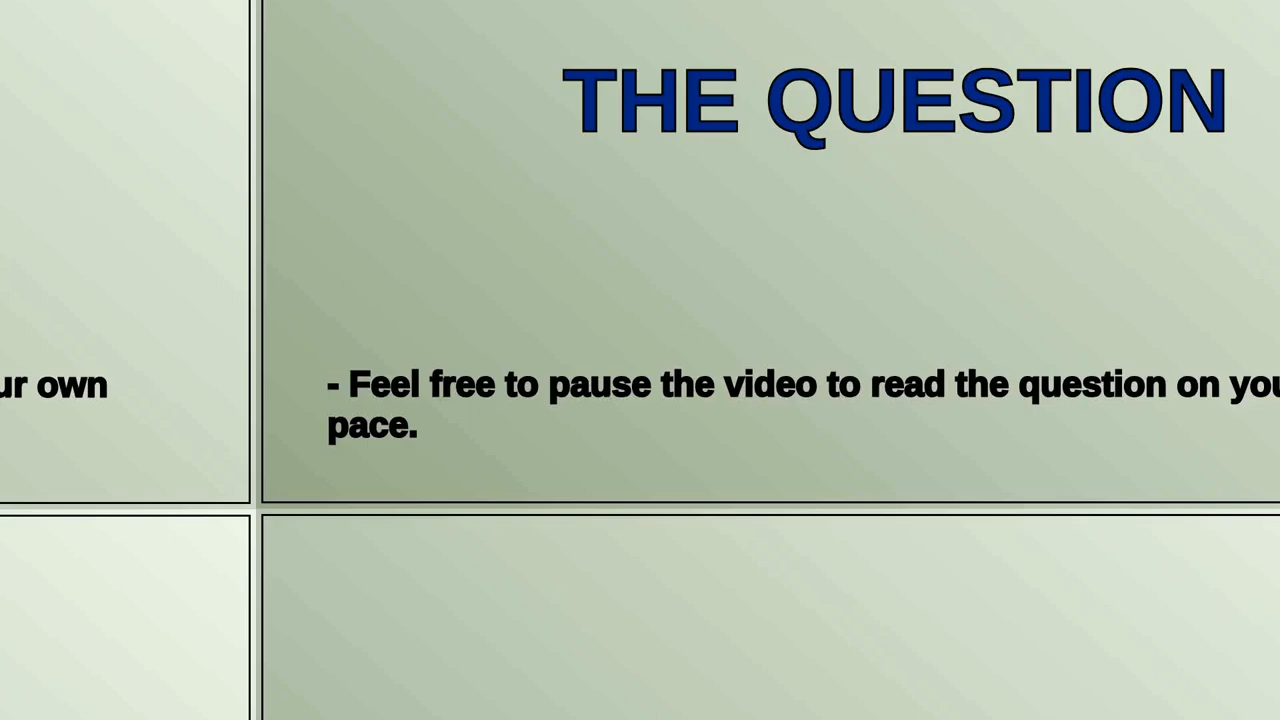 THE QUESTION
ur own
- Feel free to pause the video to read the question on you
pace.